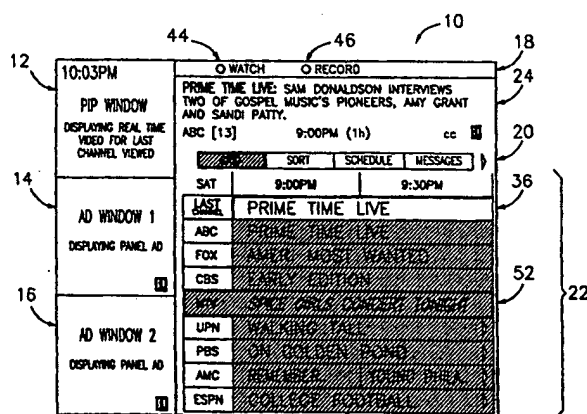 10
44
46
18
12
24
10:03PM
WATCH
RECORD
PIP WINDOW
DISPLAYING REAL TIME
VIDEO FOR LAST
CHANNEL VIEWED
PRIME TIME LIVE: SAM DONALDSON INTERVIEWS
TWO OF GOSPEL MUSIC'S PIONEERS, AMY GRANT
AND SANDI PATTY.
ABC [13] 9:00PM (1h) cc
20
SORT SCHEDULE MESSAGES
14
AD WINDOW 1
DISPLAYING PANEL AD
SAT 9:00PM 9:30PM
36
LAST CHANNEL PRIME TIME LIVE
ABC PRIME TIME LIVE
FOX AMER. MOST WANTED
CBS EARLY EDITION
52
22
MTV SPICE GIRLS CONCERT TONIGHT
16
AD WINDOW 2
DISPLAYING PANEL AD
UPN WALKING TALL
PBS ON GOLDEN POND
AMC REMEMBER YOUNG PHILA.
ESPN COLLEGE FOOTBALL